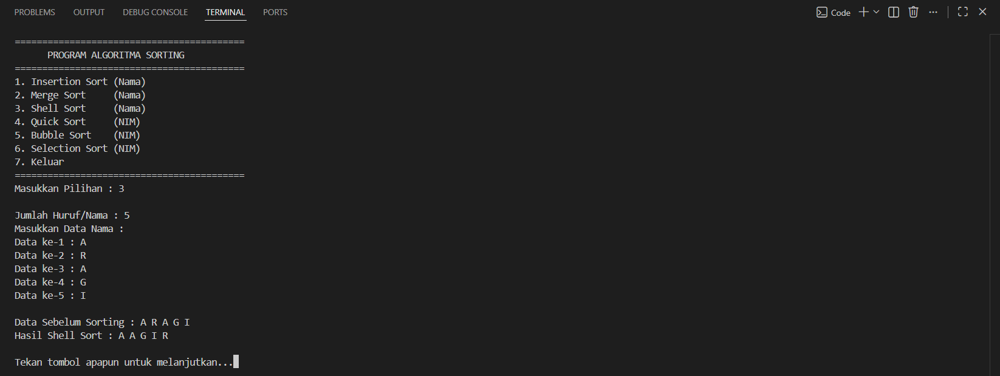 PROBLEMS OUTPUT DEBUG CONSOLE TERMINAL PORTS Code
==========================================
      PROGRAM ALGORITMA SORTING
==========================================
1. Insertion Sort (Nama)
2. Merge Sort     (Nama)
3. Shell Sort     (Nama)
4. Quick Sort     (NIM)
5. Bubble Sort    (NIM)
6. Selection Sort (NIM)
7. Keluar
==========================================
Masukkan Pilihan : 3
Jumlah Huruf/Nama : 5
Masukkan Data Nama :
Data ke-1 : A
Data ke-2 : R
Data ke-3 : A
Data ke-4 : G
Data ke-5 : I
Data Sebelum Sorting : A R A G I
Hasil Shell Sort : A A G I R
Tekan tombol apapun untuk melanjutkan...